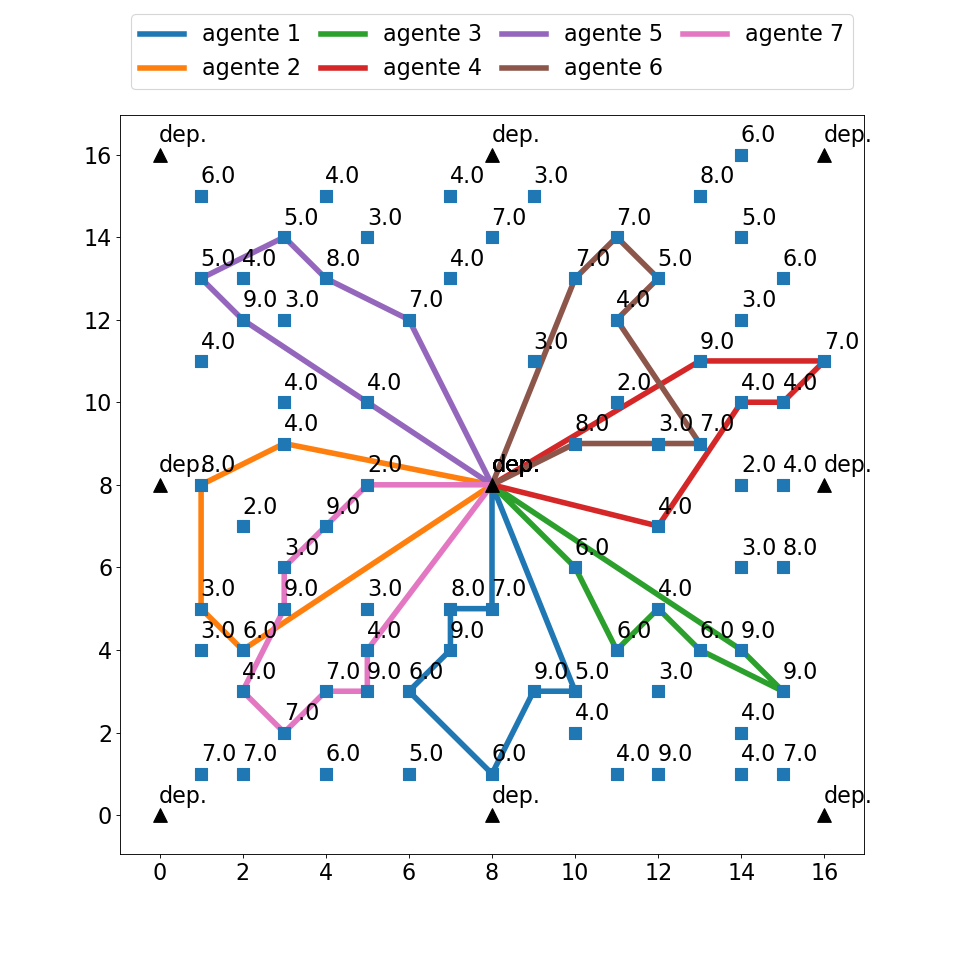 agente 1 agente 3 agente 5 agente 7
agente 2 agente 4 agente 6
dep. dep. 6.0 dep.
16
6.0 4.0 4.0 3.0 8.0
5.0 3.0 7.0 7.0 5.0
14
5.0 4.0 8.0 4.0 7.0 5.0 6.0
9.0 3.0 7.0 4.0 3.0
12
4.0 3.0 9.0 7.0
4.0 4.0 2.0 4.0 4.0
10
4.0 8.0 3.0 7.0
dep. 8.0 2.0 dep. dep. 2.0 4.0 dep.
8
2.0 9.0 4.0
3.0 6.0 3.0 8.0
6
3.0 9.0 3.0 8.0 7.0 4.0
3.0 6.0 4.0 9.0 6.0 6.0 9.0
4
4.0 7.0 9.0 6.0 9.0 5.0 3.0 9.0
7.0 4.0 4.0
2
7.0 7.0 6.0 5.0 6.0 4.0 9.0 4.0 7.0
dep. dep. dep.
0
0 2 4 6 8 10 12 14 16